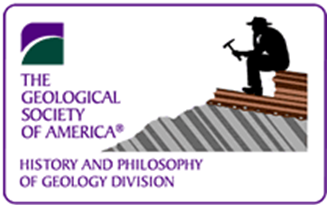 THE
GEOLOGICAL
SOCIETY
OF AMERICA®
HISTORY AND PHILOSOPHY
OF GEOLOGY DIVISION